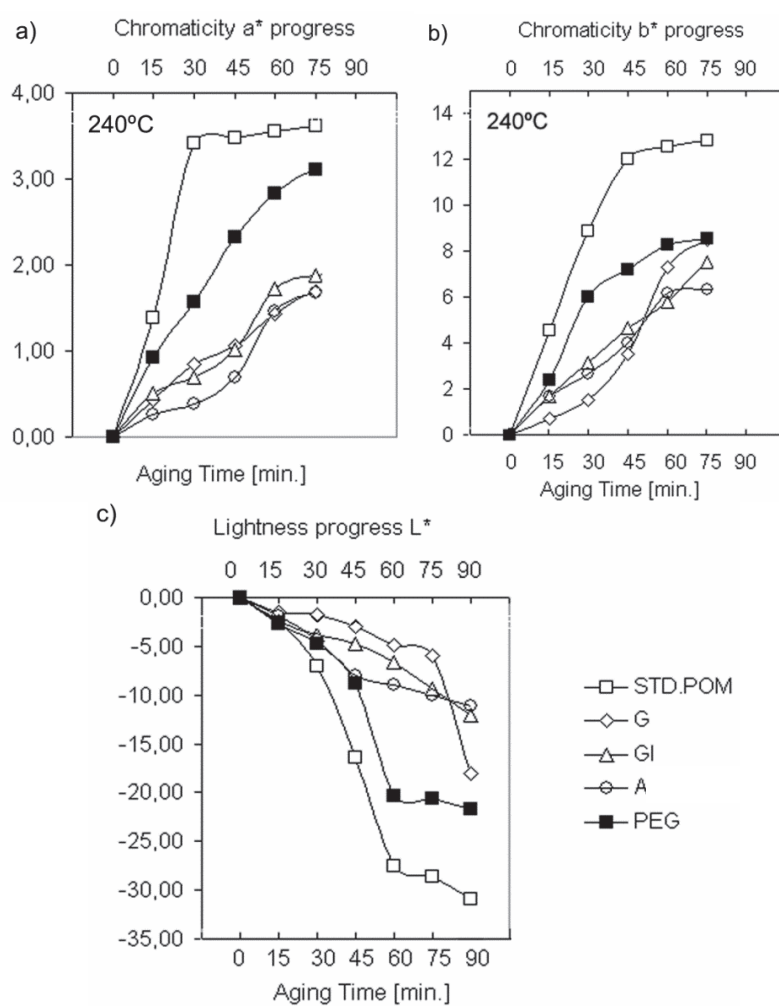 a)
Chromaticity a* progress
0 15 30 45 60 75 90
4,00
240ºC
3,00
2,00
1,00
0,00
Aging Time [min.]
b)
Chromaticity b* progress
0 15 30 45 60 75 90
14
240ºC
12
10
8
6
4
2
0
0 15 30 45 60 75 90
Aging Time [min.]
c)
Lightness progress L*
0 15 30 45 60 75 90
0,00
-5,00
-10,00
-15,00
-20,00
-25,00
-30,00
-35,00
0 15 30 45 60 75 90
Aging Time [min.]
STD.POM
G
GI
A
PEG